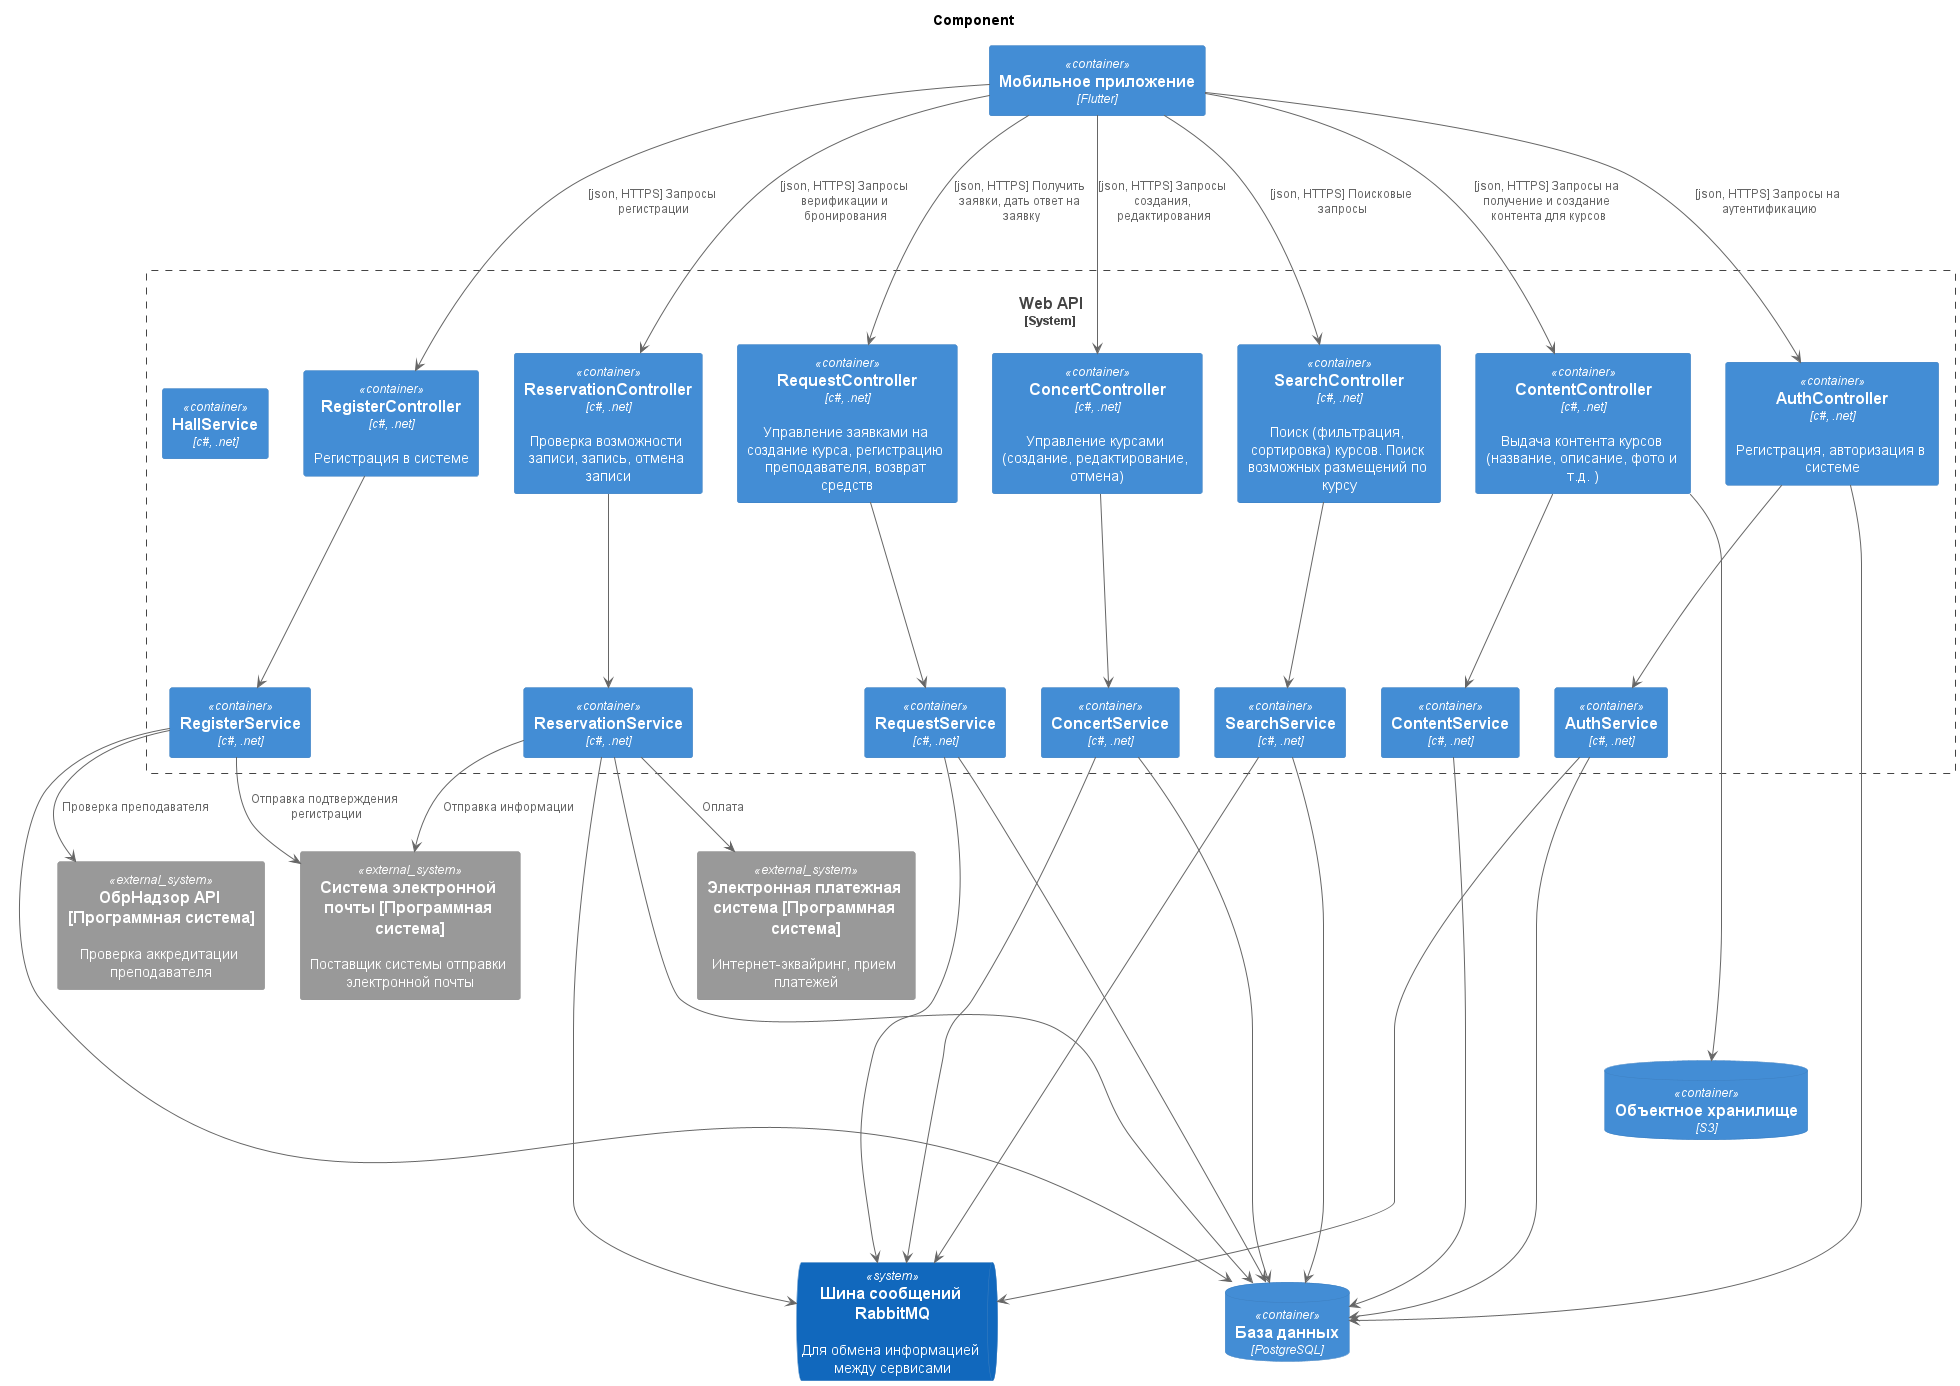 Component
«container»
Мобильное приложение
[Flutter]
[json, HTTPS] Запросы
регистрации
[json, HTTPS] Запросы
верификации и
бронирования
[json, HTTPS] Получить
заявки, дать ответ на
заявку
[json, HTTPS] Запросы
создания,
редактирования
[json, HTTPS] Поисковые
запросы
[json, HTTPS] Запросы на
получение и создание
контента для курсов
[json, HTTPS] Запросы на
аутентификацию
Web API
[System]
«container»
HallService
[c#, .net]
«container»
RegisterController
[c#, .net]
Регистрация в системе
«container»
ReservationController
[c#, .net]
Проверка возможности
записи, запись, отмена
записи
«container»
RequestController
[c#, .net]
Управление заявками на
создание курса, регистрацию
преподавателя, возврат
средств
«container»
ConcertController
[c#, .net]
Управление курсами
(создание, редактирование,
отмена)
«container»
SearchController
[c#, .net]
Поиск (фильтрация,
сортировка) курсов. Поиск
возможных размещений по
курсу
«container»
ContentController
[c#, .net]
Выдача контента курсов
(название, описание, фото и
т.д. )
«container»
AuthController
[c#, .net]
Регистрация, авторизация в
системе
«container»
RegisterService
[c#, .net]
«container»
ReservationService
[c#, .net]
«container»
RequestService
[c#, .net]
«container»
ConcertService
[c#, .net]
«container»
SearchService
[c#, .net]
«container»
ContentService
[c#, .net]
«container»
AuthService
[c#, .net]
Проверка преподавателя
Отправка подтверждения
регистрации
Отправка информации
Оплата
«external_system»
ОбрНадзор API
[Программная система]
Проверка аккредитации
преподавателя
«external_system»
Система электронной
почты [Программная
система]
Поставщик системы отправки
электронной почты
«external_system»
Электронная платежная
система [Программная
система]
Интернет-эквайринг, прием
платежей
«container»
Объектное хранилище
[S3]
«system»
Шина сообщений
RabbitMQ
Для обмена информацией
между сервисами
«container»
База данных
[PostgreSQL]